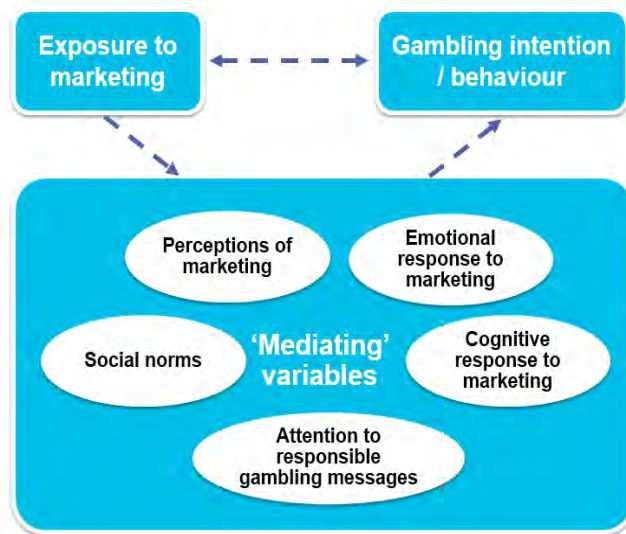 Exposure to
marketing
Gambling intention
/ behaviour
Perceptions of
marketing
Emotional
response to
marketing
Social norms
‘Mediating’
variables
Cognitive
response to
marketing
Attention to
responsible
gambling messages